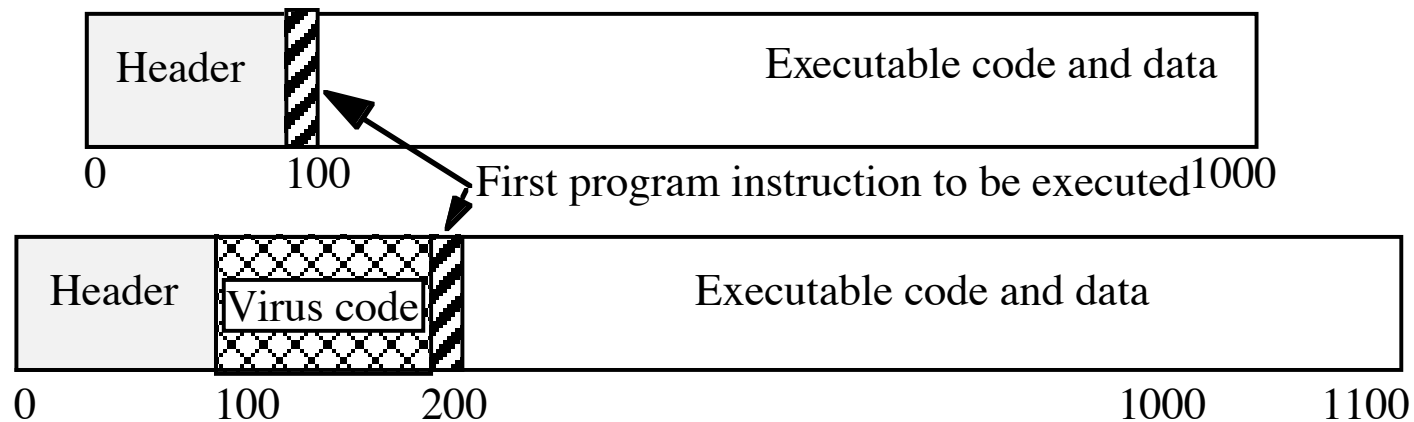 Header
Executable code and data
0
100
First program instruction to be executed
1000
Header
Virus code
Executable code and data
0
100
200
1000
1100